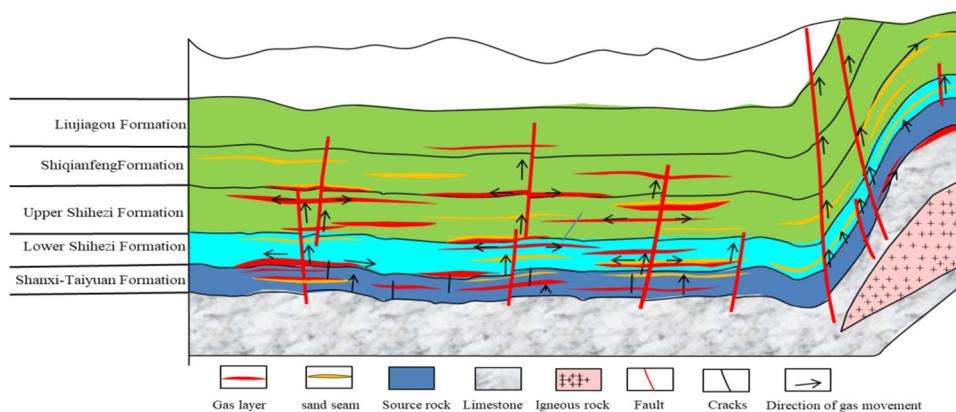 Liujiagou Formation
ShiqianfengFormation
Upper Shihezi Formation
Lower Shihezi Formation
Shanxi-Taiyuan Formation
Gas layer
sand seam
Source rock
Limestone
Igneous rock
Fault
Cracks
Direction of gas movement